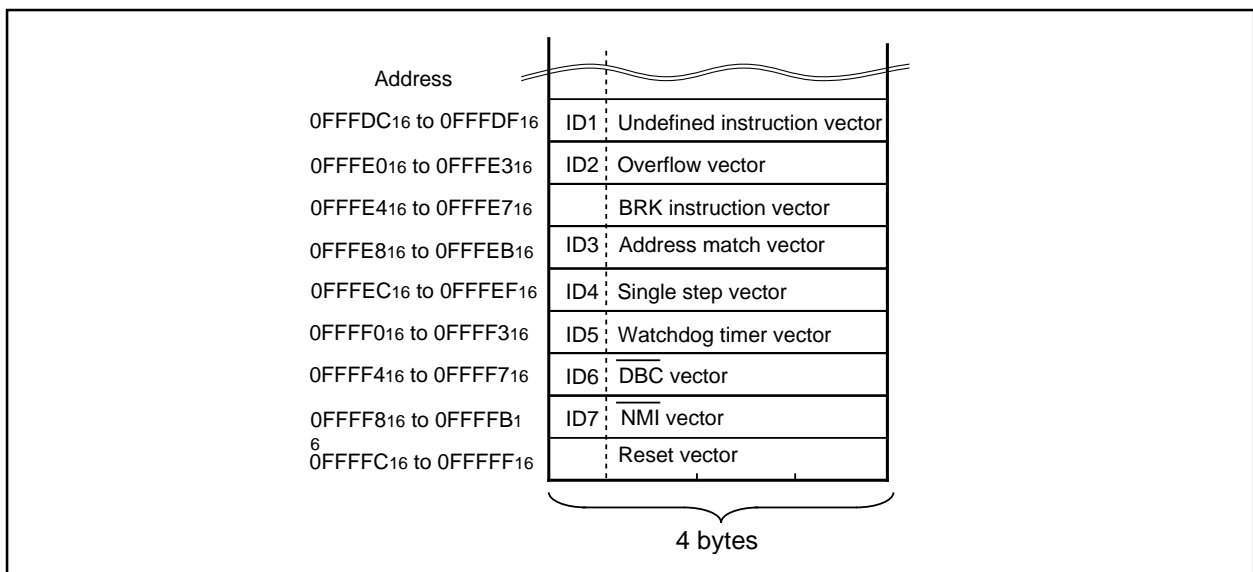 Address
0FFFDC16 to 0FFFDF16 ID1 Undefined instruction vector
0FFFE016 to 0FFFE316 ID2 Overflow vector
0FFFE416 to 0FFFE716 BRK instruction vector
0FFFE816 to 0FFFEB16 ID3 Address match vector
0FFFEC16 to 0FFFEF16 ID4 Single step vector
0FFFF016 to 0FFFF316 ID5 Watchdog timer vector
0FFFF416 to 0FFFF716 ID6 DBC vector
0FFFF816 to 0FFFFB1 ID7 NMI vector
6
0FFFFC16 to 0FFFFF16 Reset vector
4 bytes